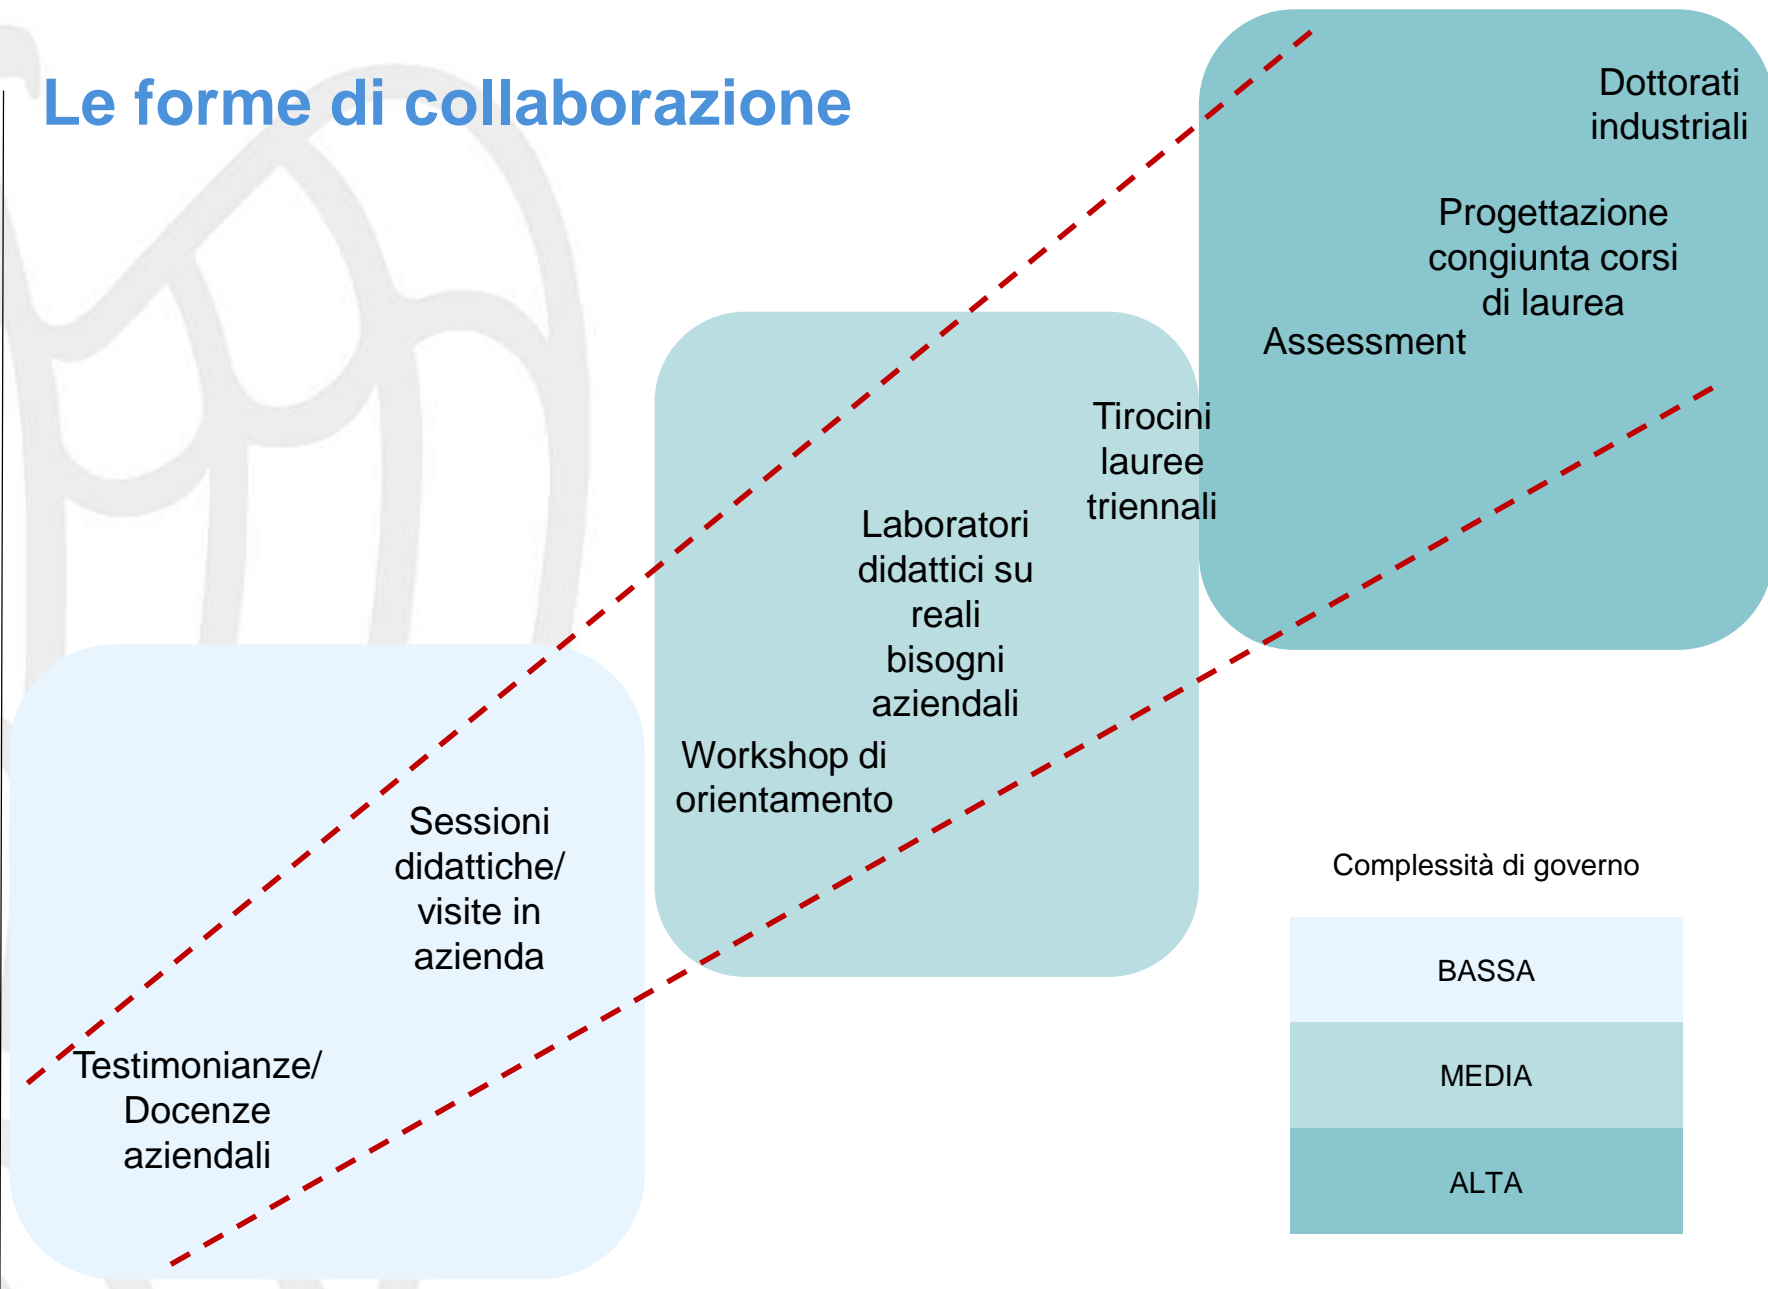 Le forme di collaborazione
Dottorati
industriali
Progettazione
congiunta corsi
di laurea
Assessment
Tirocini
lauree
triennali
Laboratori
didattici su
reali
bisogni
aziendali
Workshop di
orientamento
Sessioni
didattiche/
visite in
azienda
Testimonianze/
Docenze
aziendali
Complessità di governo
BASSA
MEDIA
ALTA